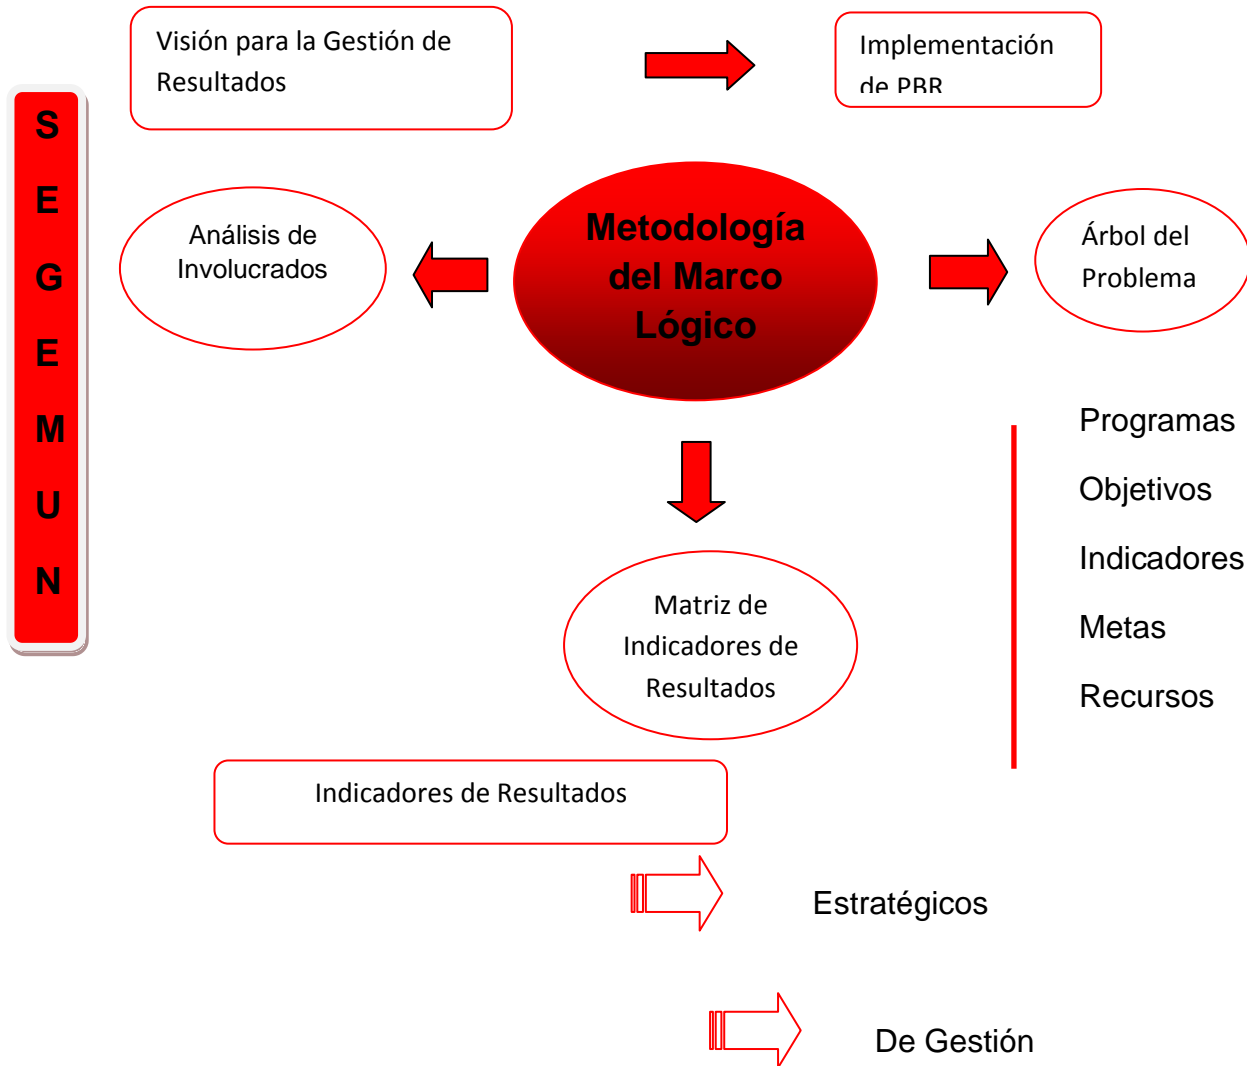 Visión para la Gestión de
Resultados
Implementación
de PBR
S
E
G
E
M
U
N
Análisis de
Involucrados
Metodología
del Marco
Lógico
Árbol del
Problema
Programas
Objetivos
Indicadores
Metas
Recursos
Matriz de
Indicadores de
Resultados
Indicadores de Resultados
Estratégicos
De Gestión